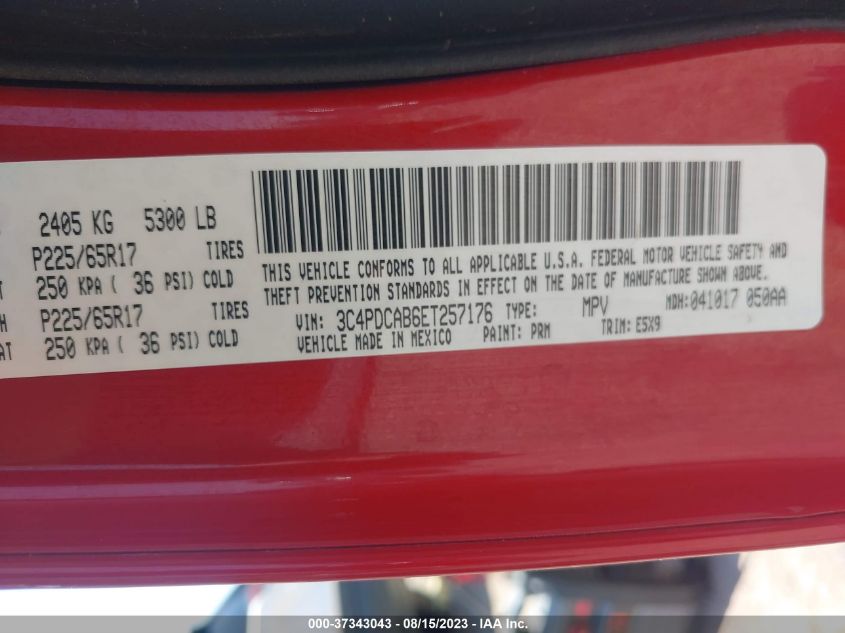 2405 KG 5300 LB
P225/65R17 TIRES
250 KPA ( 36 PSI) COLD
P225/65R17 TIRES
250 KPA ( 36 PSI) COLD
THIS VEHICLE CONFORMS TO ALL APPLICABLE U.S.A. FEDERAL MOTOR VEHICLE SAFETY AND
THEFT PREVENTION STANDARDS IN EFFECT ON THE DATE OF MANUFACTURE SHOWN ABOVE.
VIN: 3C4PDCAB6ET257176 TYPE: MPV MDH:041017 050AA
VEHICLE MADE IN MEXICO PAINT: PRM TRIM: E5X9
000-37343043 - 08/15/2023 - IAA Inc.